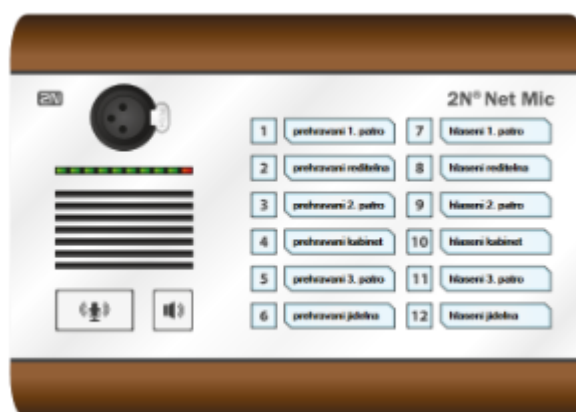 2N
2N® Net Mic
1 prehravani 1. patro
2 prehravani reditelna
3 prehravani 2. patro
4 prehravani kabinet
5 prehravani 3. patro
6 prehravani jidelna
7 hlaseni 1. patro
8 hlaseni reditelna
9 hlaseni 2. patro
10 hlaseni kabinet
11 hlaseni 3. patro
12 hlaseni jidelna